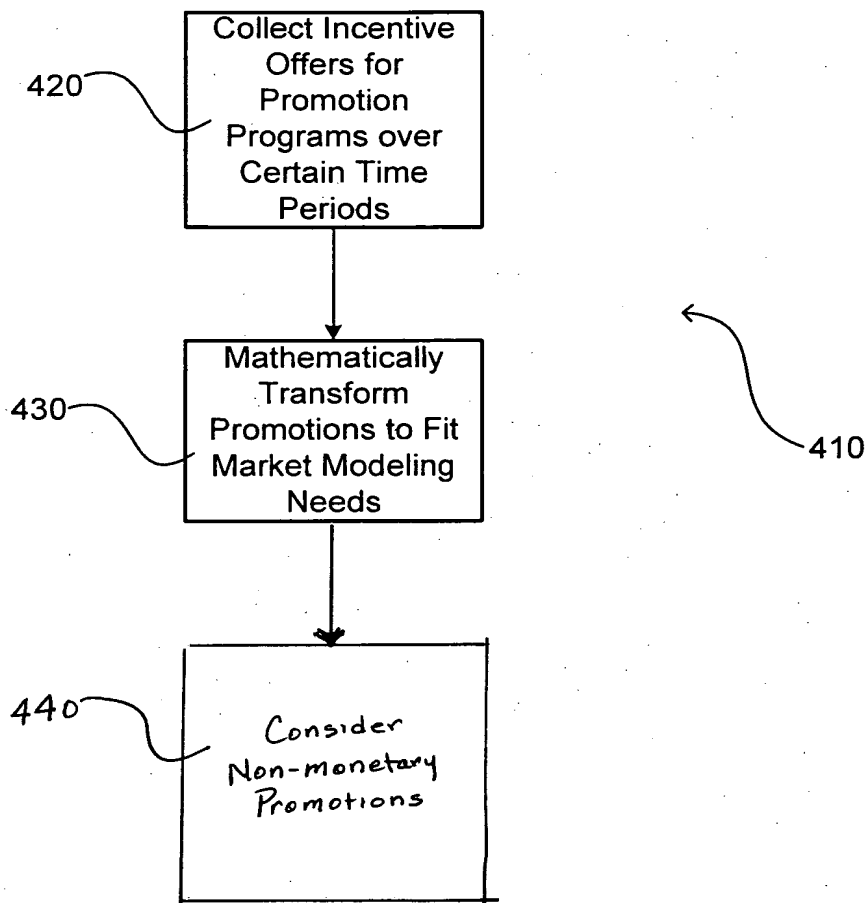 Collect Incentive
Offers for
Promotion
Programs over
Certain Time
Periods
420
Mathematically
Transform
Promotions to Fit
Market Modeling
Needs
430
410
Consider
Non-monetary
Promotions
440